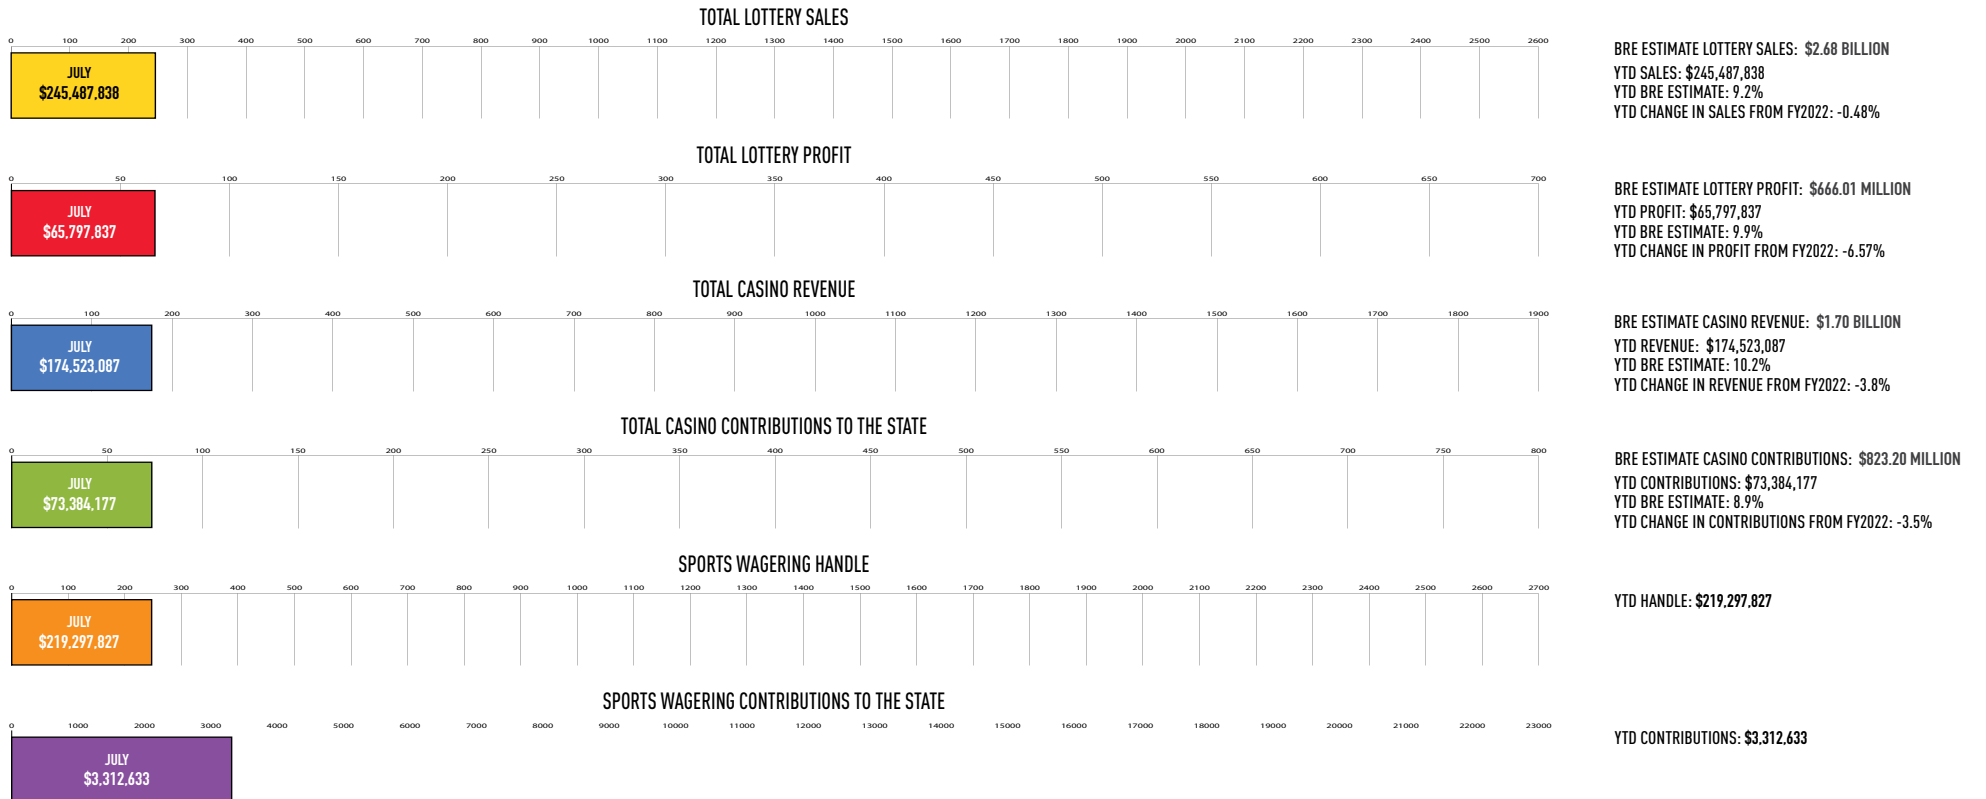 TOTAL LOTTERY SALES
0 100 200 300 400 500 600 700 800 900 1000 1100 1200 1300 1400 1500 1600 1700 1800 1900 2000 2100 2200 2300 2400 2500 2600
JULY
$245,487,838
BRE ESTIMATE LOTTERY SALES: $2.68 BILLION
YTD SALES: $245,487,838
YTD BRE ESTIMATE: 9.2%
YTD CHANGE IN SALES FROM FY2022: -0.48%
TOTAL LOTTERY PROFIT
0 50 100 150 200 250 300 350 400 450 500 550 600 650 700
JULY
$65,797,837
BRE ESTIMATE LOTTERY PROFIT: $666.01 MILLION
YTD PROFIT: $65,797,837
YTD BRE ESTIMATE: 9.9%
YTD CHANGE IN PROFIT FROM FY2022: -6.57%
TOTAL CASINO REVENUE
0 100 200 300 400 500 600 700 800 900 1000 1100 1200 1300 1400 1500 1600 1700 1800 1900
JULY
$174,523,087
BRE ESTIMATE CASINO REVENUE: $1.70 BILLION
YTD REVENUE: $174,523,087
YTD BRE ESTIMATE: 10.2%
YTD CHANGE IN REVENUE FROM FY2022: -3.8%
TOTAL CASINO CONTRIBUTIONS TO THE STATE
0 50 100 150 200 250 300 350 400 450 500 550 600 650 700 750 800
JULY
$73,384,177
BRE ESTIMATE CASINO CONTRIBUTIONS: $823.20 MILLION
YTD CONTRIBUTIONS: $73,384,177
YTD BRE ESTIMATE: 8.9%
YTD CHANGE IN CONTRIBUTIONS FROM FY2022: -3.5%
SPORTS WAGERING HANDLE
0 100 200 300 400 500 600 700 800 900 1000 1100 1200 1300 1400 1500 1600 1700 1800 1900 2000 2100 2200 2300 2400 2500 2600 2700
JULY
$219,297,827
YTD HANDLE: $219,297,827
SPORTS WAGERING CONTRIBUTIONS TO THE STATE
0 1000 2000 3000 4000 5000 6000 7000 8000 9000 10000 11000 12000 13000 14000 15000 16000 17000 18000 19000 20000 21000 22000 23000
JULY
$3,312,633
YTD CONTRIBUTIONS: $3,312,633